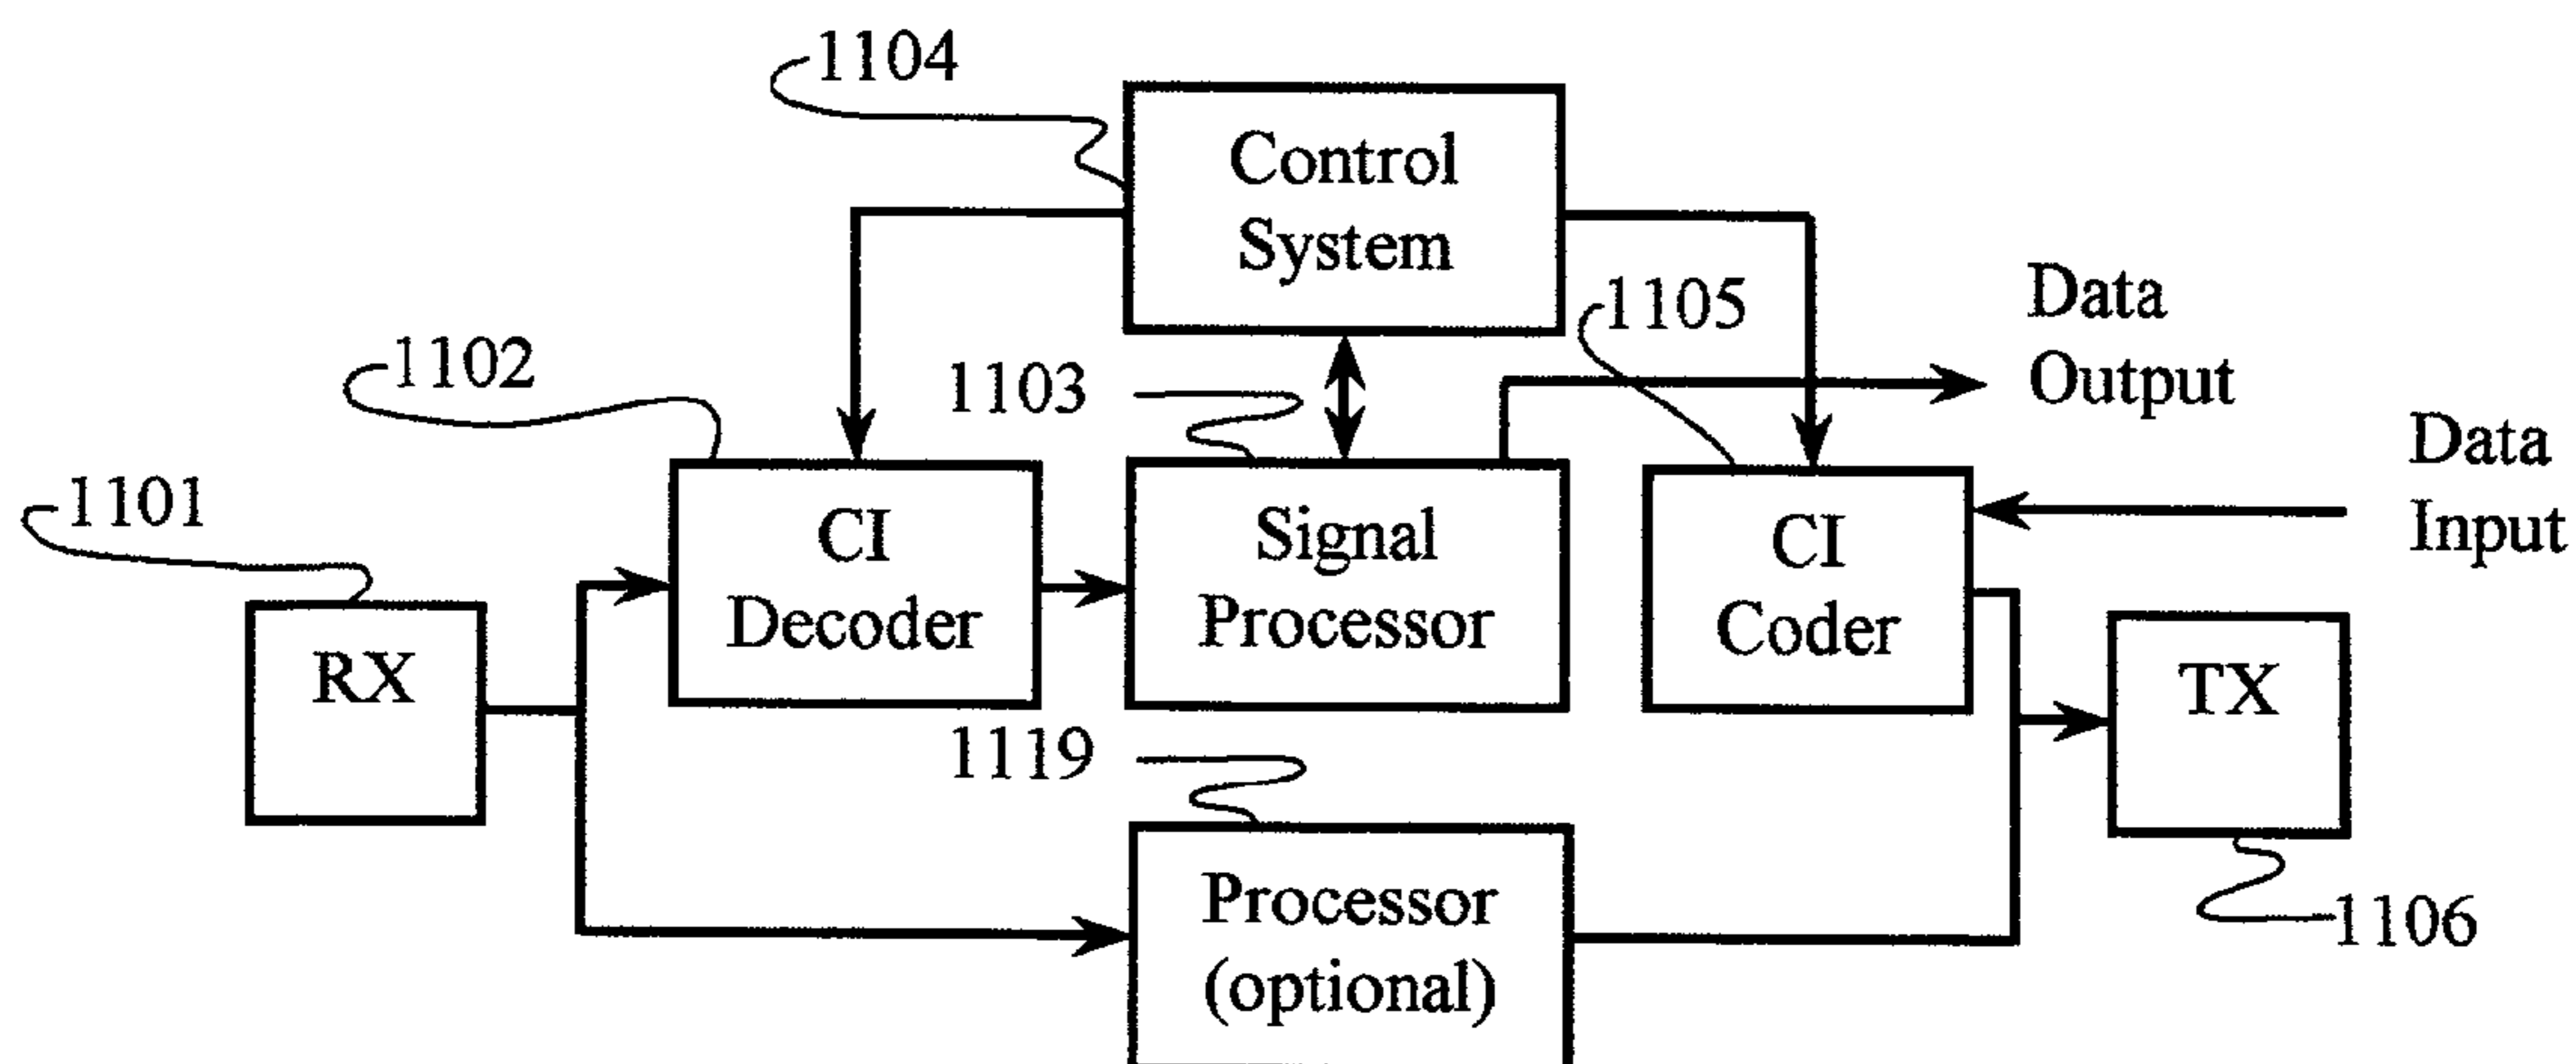 1104
Control
System
1105
Data
Output
1102
1103
Data
Input
1101
CI
Decoder
Signal
Processor
CI
Coder
RX
TX
1119
Processor
(optional)
1106